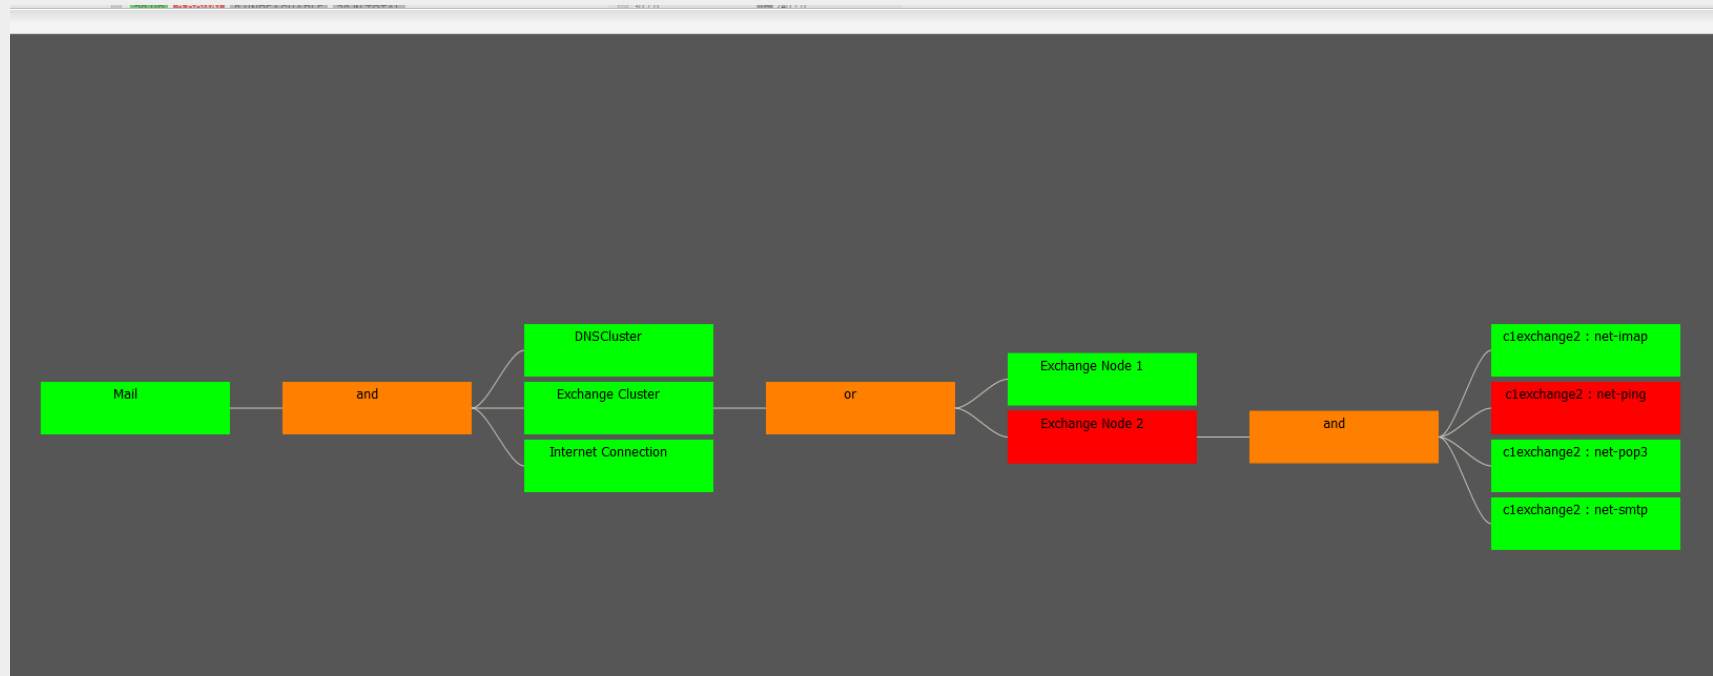 Mail
and
DNSCluster
Exchange Cluster
Internet Connection
or
Exchange Node 1
Exchange Node 2
and
c1exchange2 : net-imap
c1exchange2 : net-ping
c1exchange2 : net-pop3
c1exchange2 : net-smtp